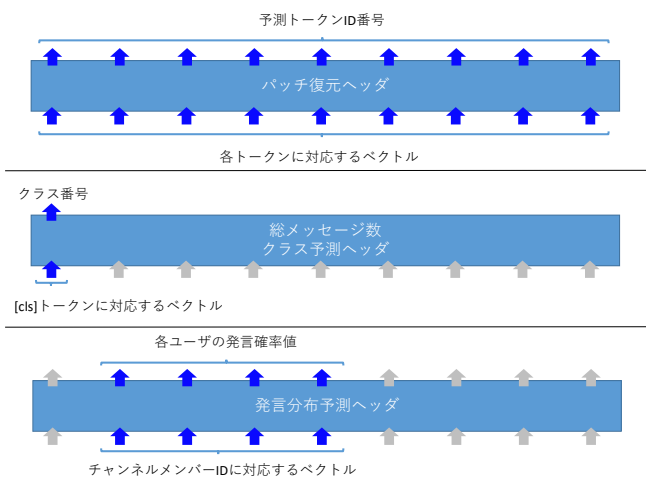 予測トークンID番号
パッチ復元ヘッダ
各トークンに対応するベクトル
クラス番号
総メッセージ数
クラス予測ヘッダ
[cls]トークンに対応するベクトル
各ユーザの発言確率値
発言分布予測ヘッダ
チャンネルメンバーIDに対応するベクトル